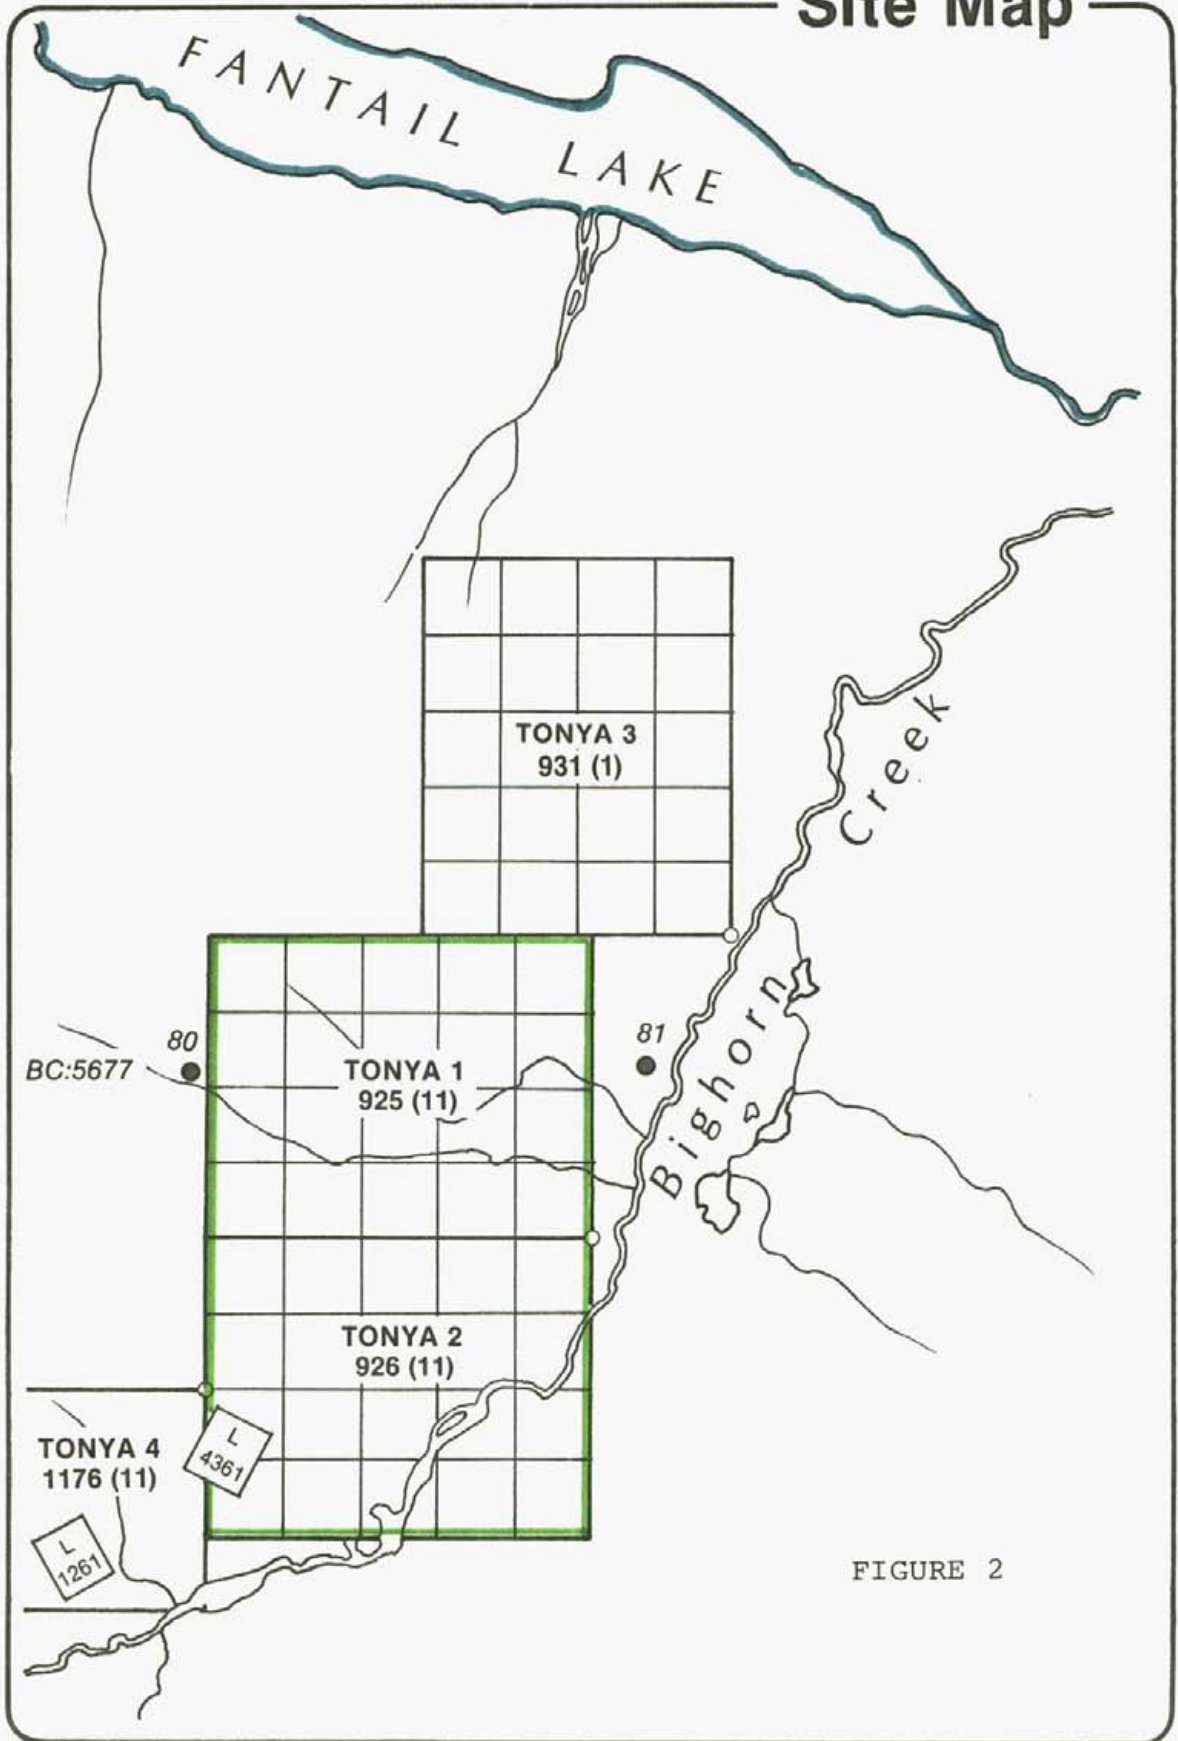 Site Map
FANTAIL LAKE
TONYA 3
931 (1)
Creek
Bighorn
80
81
BC:5677
TONYA 1
925 (11)
TONYA 2
926 (11)
L
4361
TONYA 4
1176 (11)
L
1261
FIGURE 2